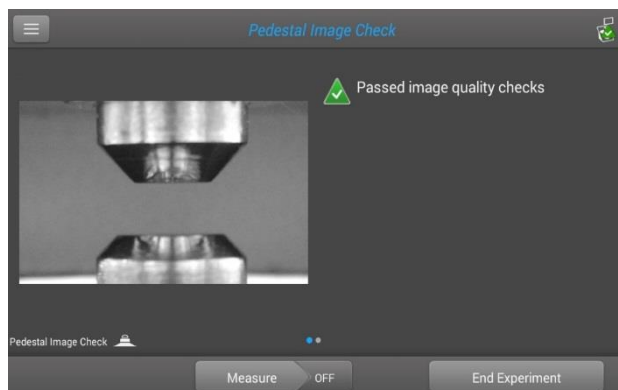 Pedestal Image Check
Passed image quality checks
Pedestal Image Check
Measure OFF
End Experiment